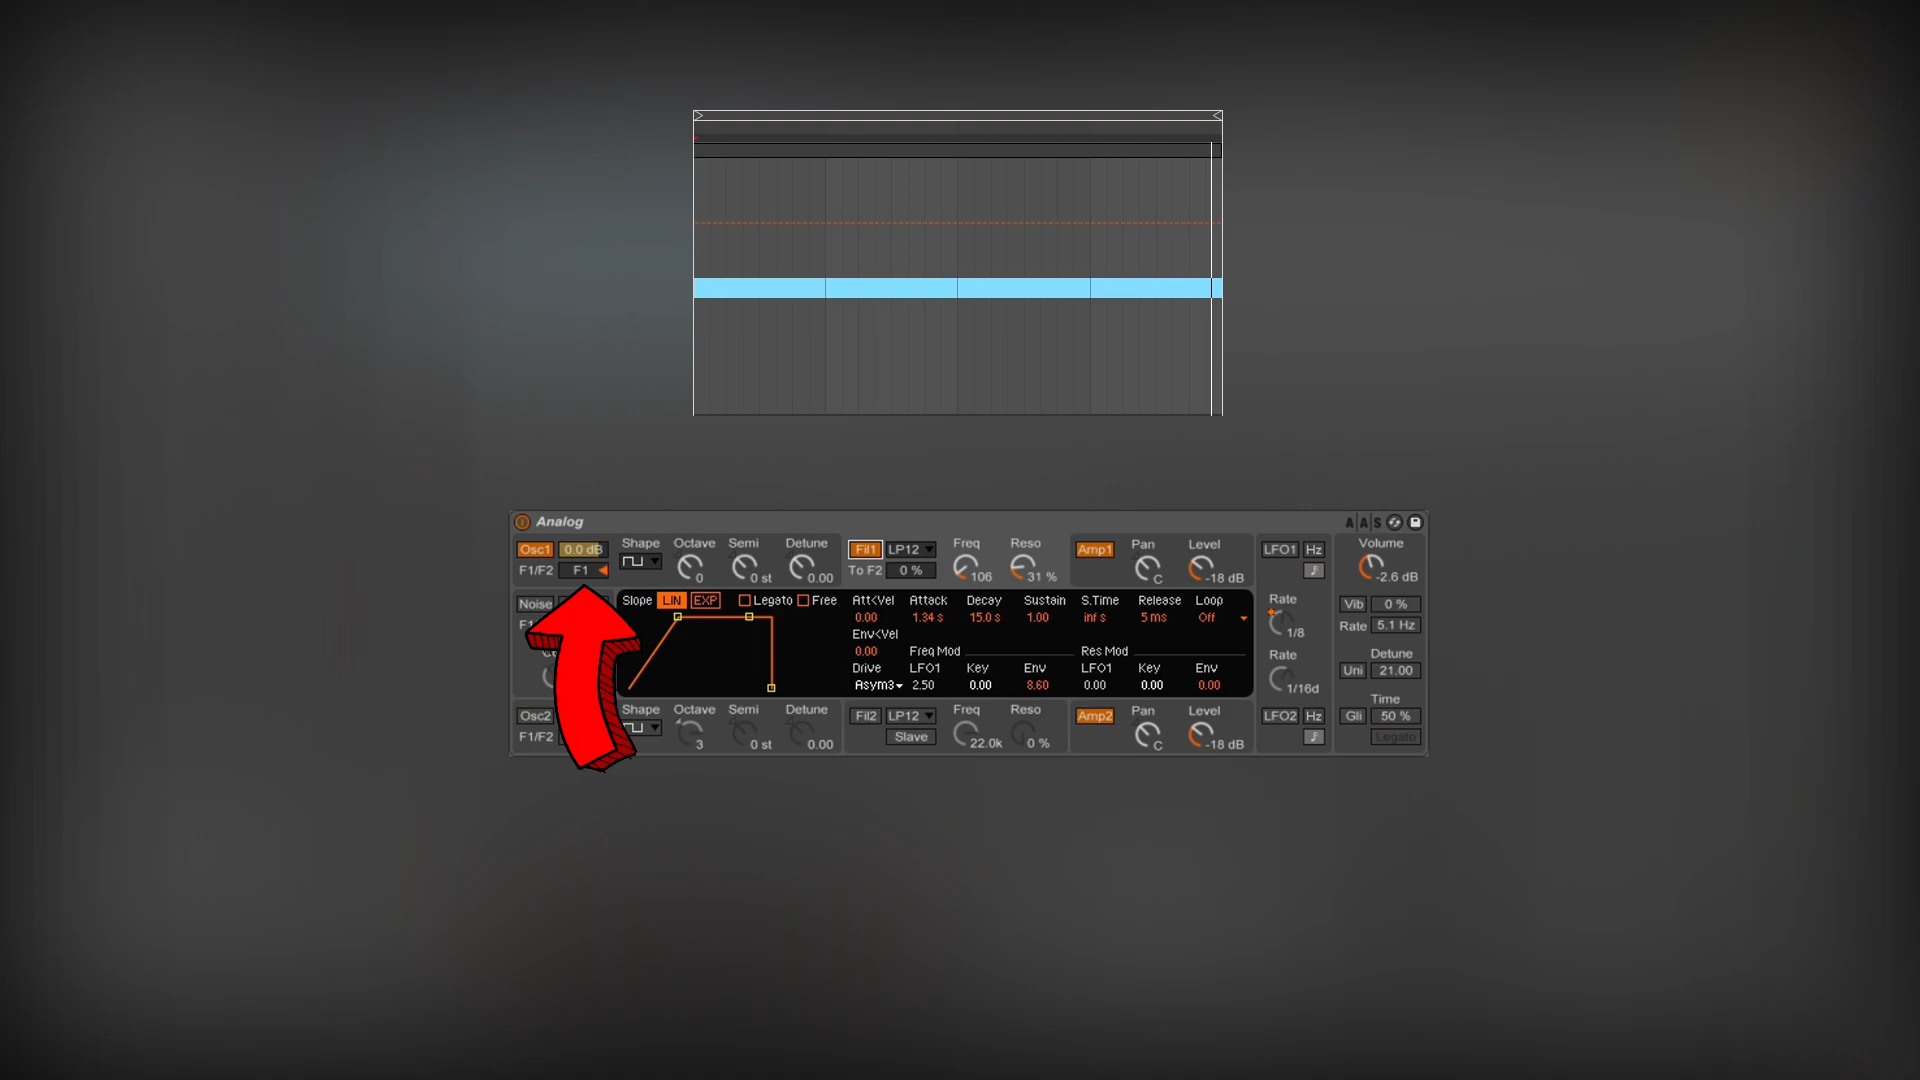 Analog
A|A|S
Osc1 0.0 dB Shape Octave Semi Detune Fil1 LP12 Freq Reso Amp1 Pan Level LFO1 Hz Volume
F1/F2 F1 0 0 st 0.00 To F2 0 % 106 31 % C -18 dB -2.6 dB
Noise Slope LIN EXP Legato Free Att<Vel Attack Decay Sustain S.Time Release Loop Rate Vib 0 %
0.00 1.34 s 15.0 s 1.00 inf s 5 ms Off 1/8 Rate 5.1 Hz
Env<Vel
0.00 Freq Mod Res Mod Rate Detune
Drive LFO1 Key Env LFO1 Key Env Uni 21.00
Asym3 2.50 0.00 8.60 0.00 0.00 0.00 1/16d Time
Osc2 Shape Octave Semi Detune Fil2 LP12 Freq Reso Amp2 Pan Level LFO2 Hz Gli 50 %
F1/F2 3 0 st 0.00 Slave 22.0k 0 % C -18 dB Legato